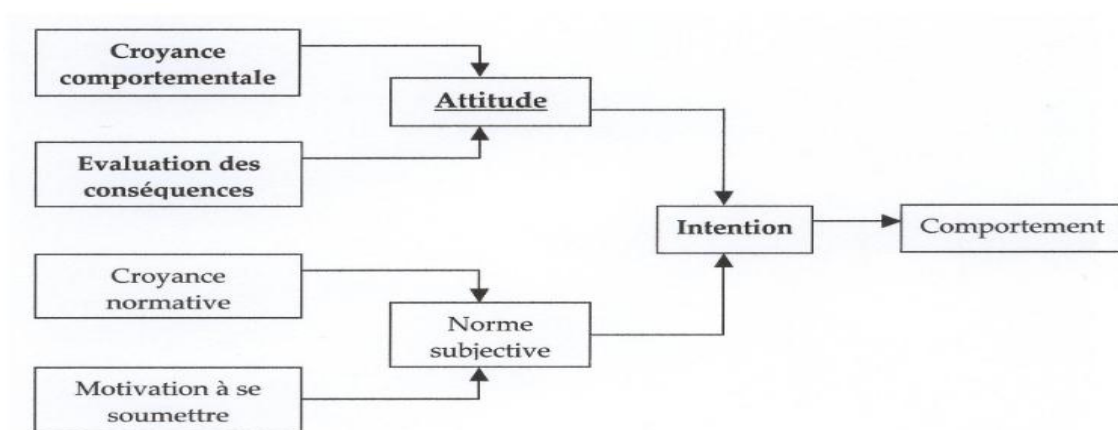 Croyance
comportementale
Attitude
Evaluation des
conséquences
Intention
Comportement
Croyance
normative
Norme
subjective
Motivation à se
soumettre